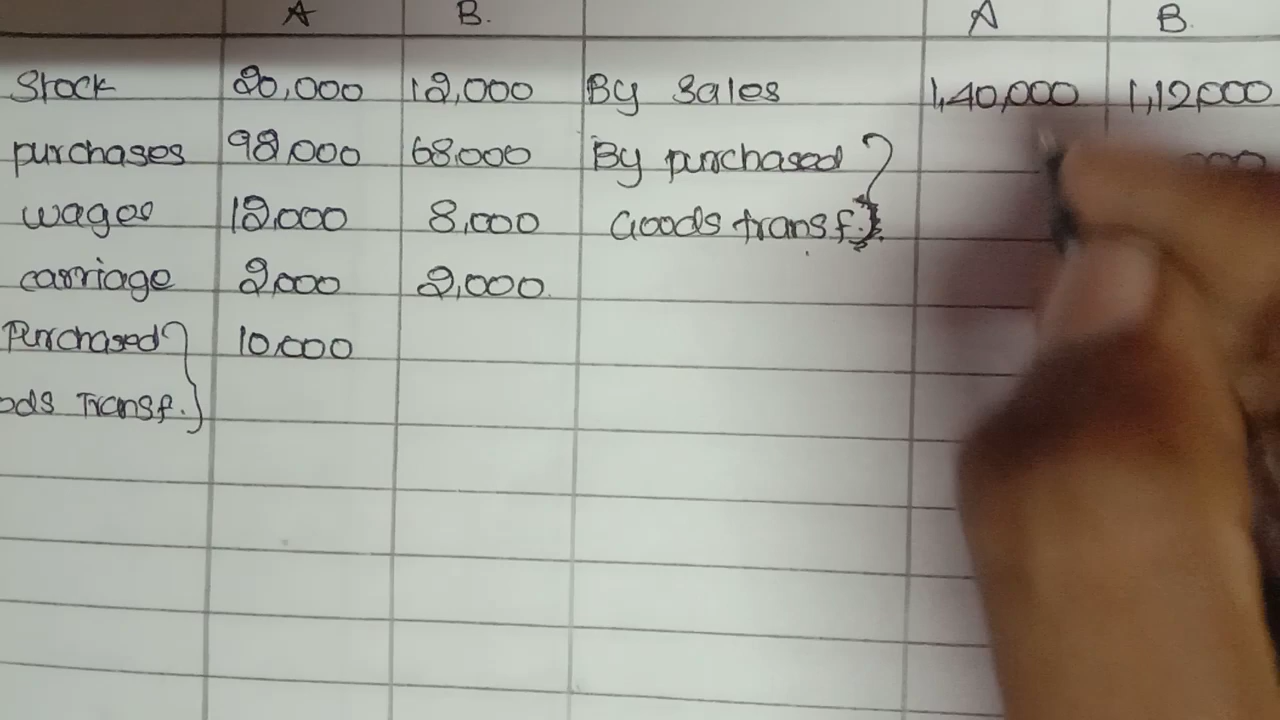 A B. A B.
Stock 20,000 12,000 By Sales 1,40,000 1,12,000
purchases 98,000 68,000 By purchased
wages 12,000 8,000 Goods transf.
carriage 2,000 2,000.
Purchased 10,000
ods Transf.